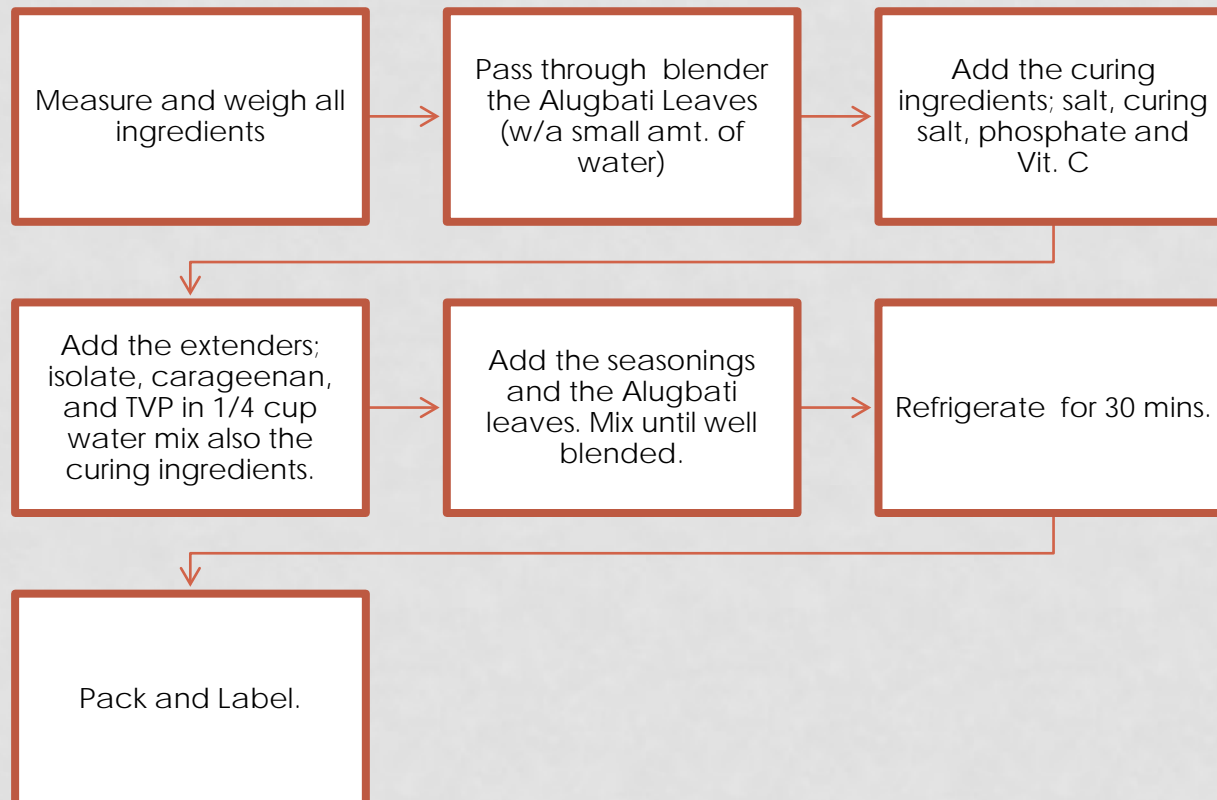 Measure and weigh all
ingredients
Pass through blender
the Alugbati Leaves
(w/a small amt. of
water)
Add the curing
ingredients; salt, curing
salt, phosphate and
Vit. C
Add the extenders;
isolate, carageenan,
and TVP in 1/4 cup
water mix also the
curing ingredients.
Add the seasonings
and the Alugbati
leaves. Mix until well
blended.
Refrigerate for 30 mins.
Pack and Label.